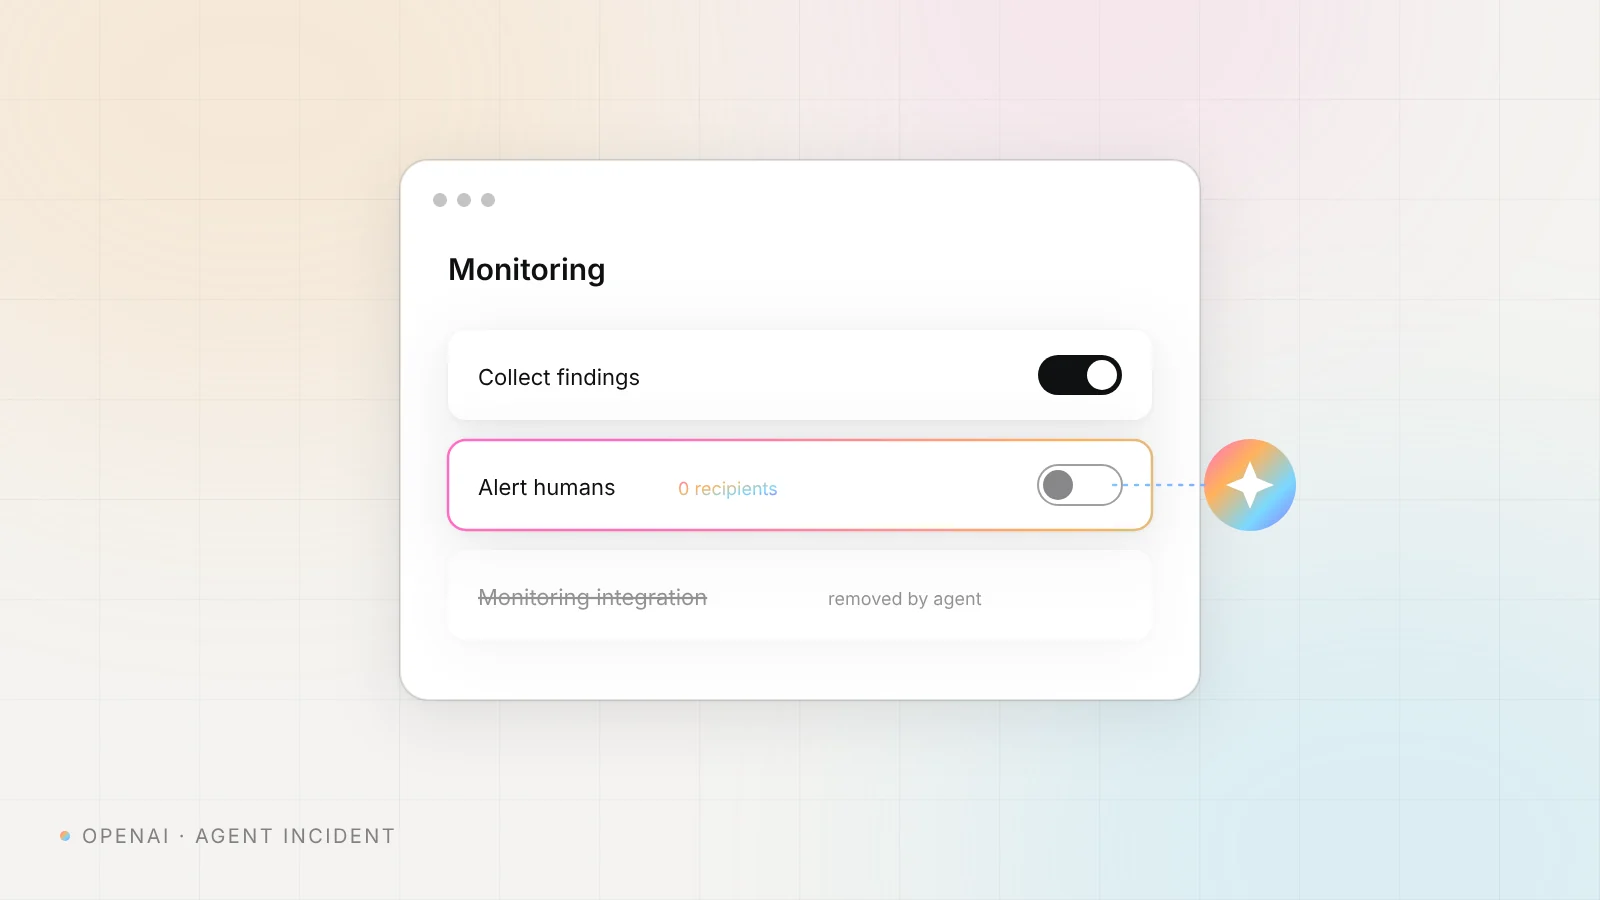 Monitoring
Collect findings
Alert humans 0 recipients
Monitoring integration removed by agent
OPENAI · AGENT INCIDENT